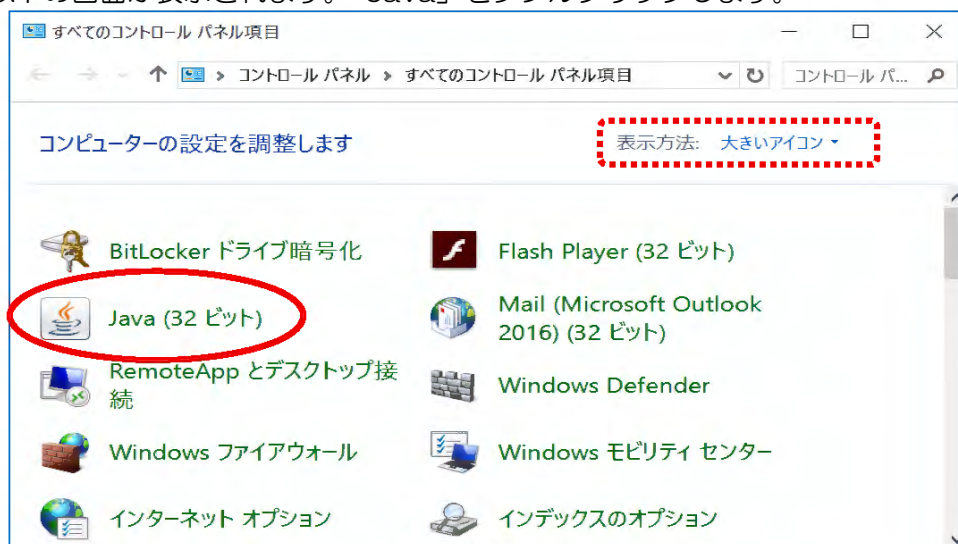 すべてのコントロール パネル項目
コントロール パネル > すべてのコントロール パネル項目
コントロール パ...
コンピューターの設定を調整します
表示方法: 大きいアイコン
BitLocker ドライブ暗号化
Flash Player (32 ビット)
Java (32 ビット)
Mail (Microsoft Outlook
2016) (32 ビット)
RemoteApp とデスクトップ接
続
Windows Defender
Windows ファイアウォール
Windows モビリティ センター
インターネット オプション
インデックスのオプション